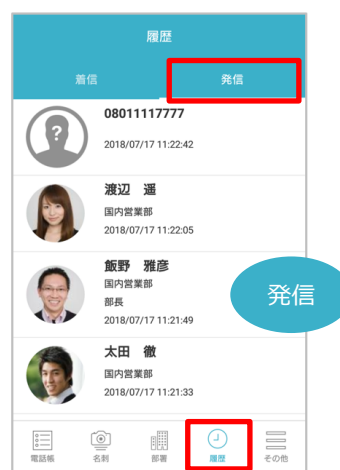 履歴
着信
発信
?
08011117777
2018/07/17 11:22:42
渡辺　遥
国内営業部
2018/07/17 11:22:05
飯野　雅彦
国内営業部
部長
2018/07/17 11:21:49
発信
太田　徹
国内営業部
2018/07/17 11:21:33
電話帳
名刺
部署
履歴
その他